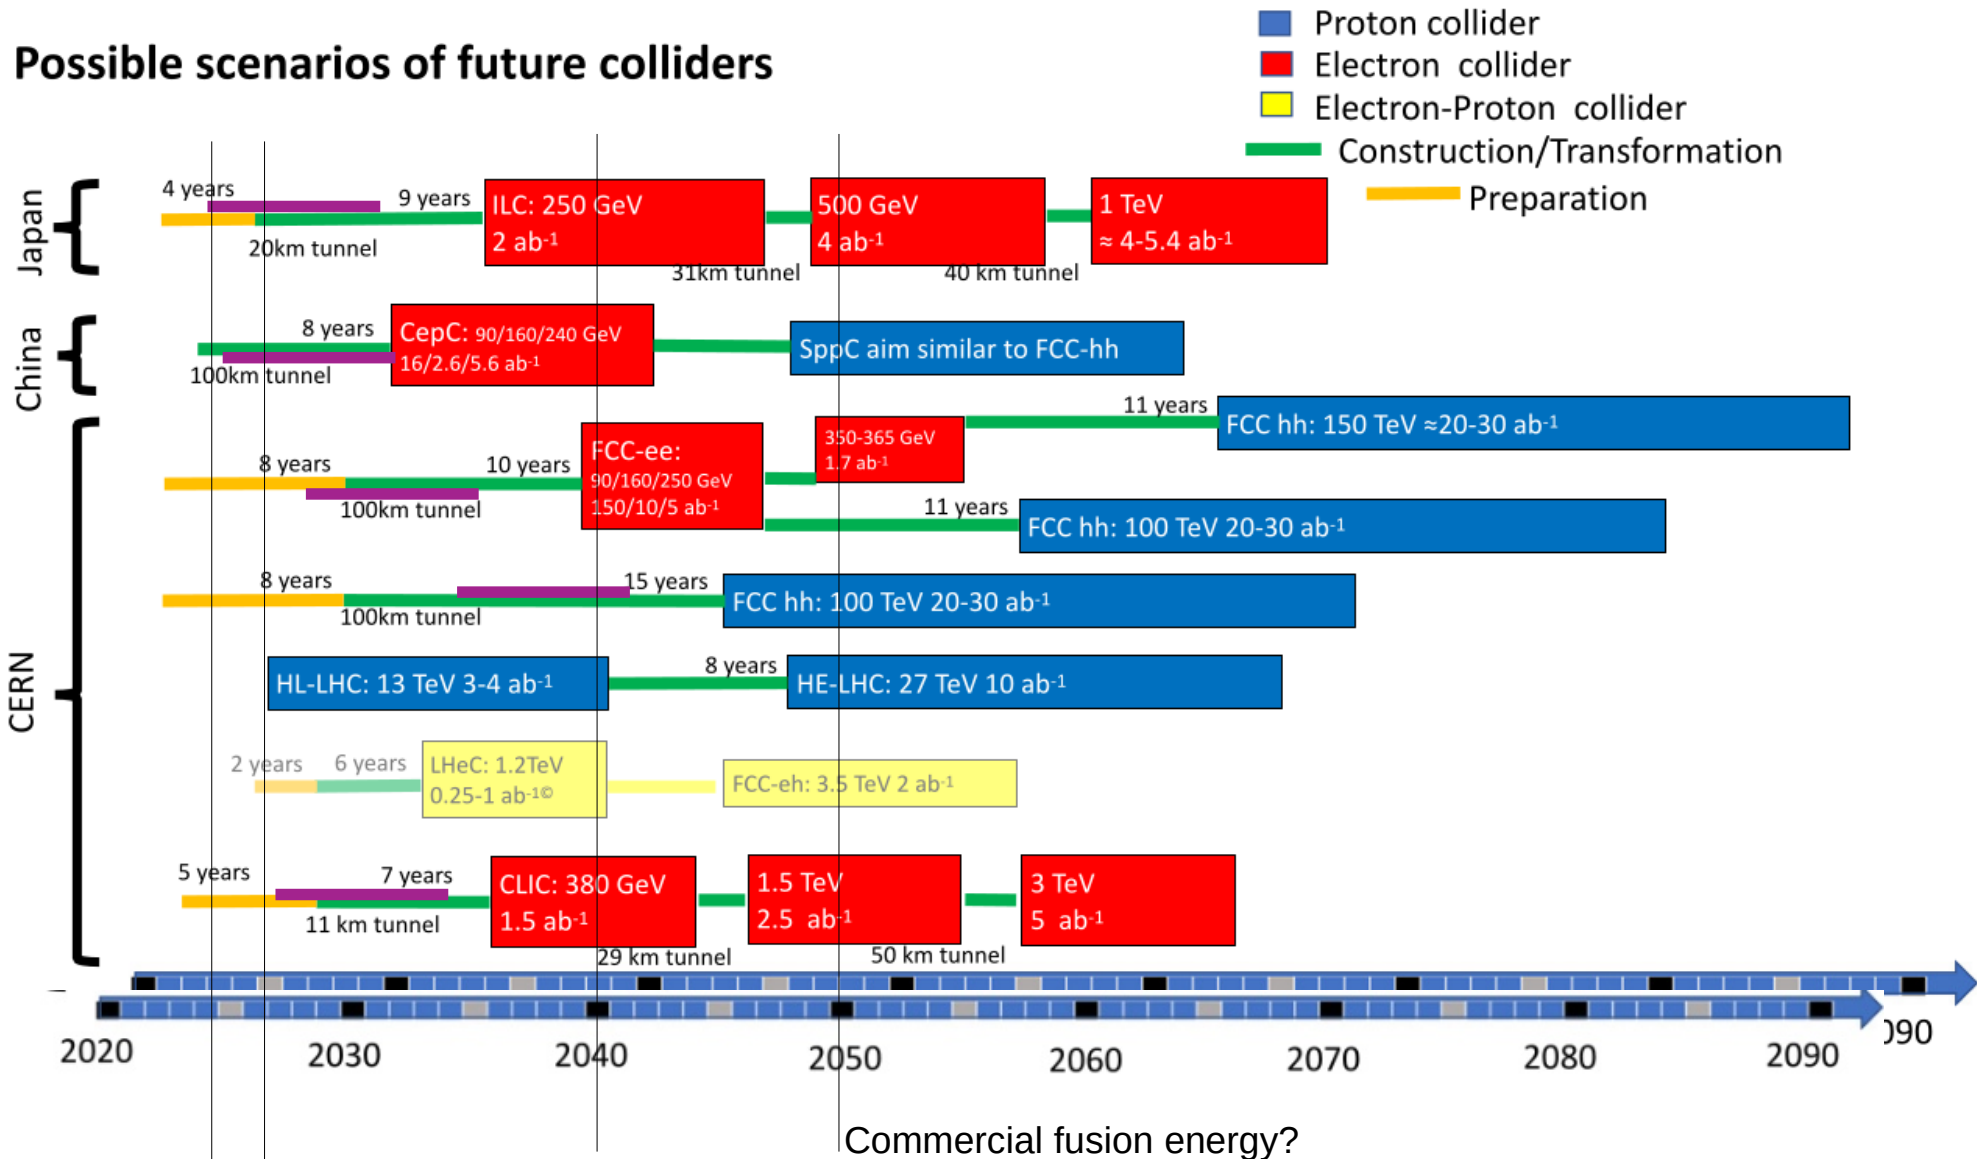 Possible scenarios of future colliders
Proton collider
Electron collider
Electron-Proton collider
Construction/Transformation
Preparation
Japan
4 years
9 years
20km tunnel
ILC: 250 GeV
2 ab-1
31km tunnel
500 GeV
4 ab-1
40 km tunnel
1 TeV
≈ 4-5.4 ab-1
China
8 years
100km tunnel
CepC: 90/160/240 GeV
16/2.6/5.6 ab-1
SppC aim similar to FCC-hh
CERN
8 years
10 years
100km tunnel
FCC-ee:
90/160/250 GeV
150/10/5 ab-1
350-365 GeV
1.7 ab-1
11 years
FCC hh: 150 TeV ≈20-30 ab-1
11 years
FCC hh: 100 TeV 20-30 ab-1
8 years
15 years
100km tunnel
FCC hh: 100 TeV 20-30 ab-1
HL-LHC: 13 TeV 3-4 ab-1
8 years
HE-LHC: 27 TeV 10 ab-1
2 years
6 years
LHeC: 1.2TeV
0.25-1 ab-1©
FCC-eh: 3.5 TeV 2 ab-1
5 years
7 years
11 km tunnel
CLIC: 380 GeV
1.5 ab-1
29 km tunnel
1.5 TeV
2.5 ab-1
50 km tunnel
3 TeV
5 ab-1
2020 2030 2040 2050 2060 2070 2080 2090
090
Commercial fusion energy?